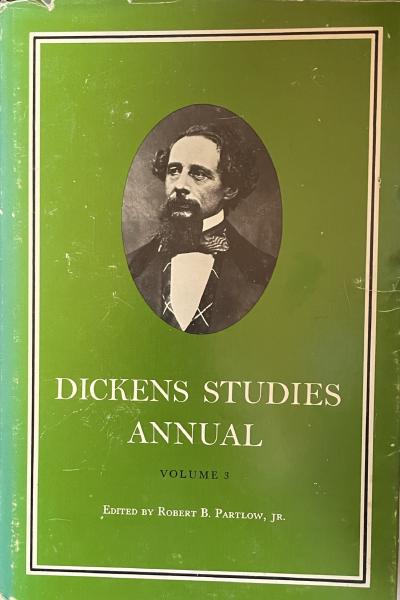 DICKENS STUDIES
ANNUAL
VOLUME 3
EDITED BY ROBERT B. PARTLOW, JR.